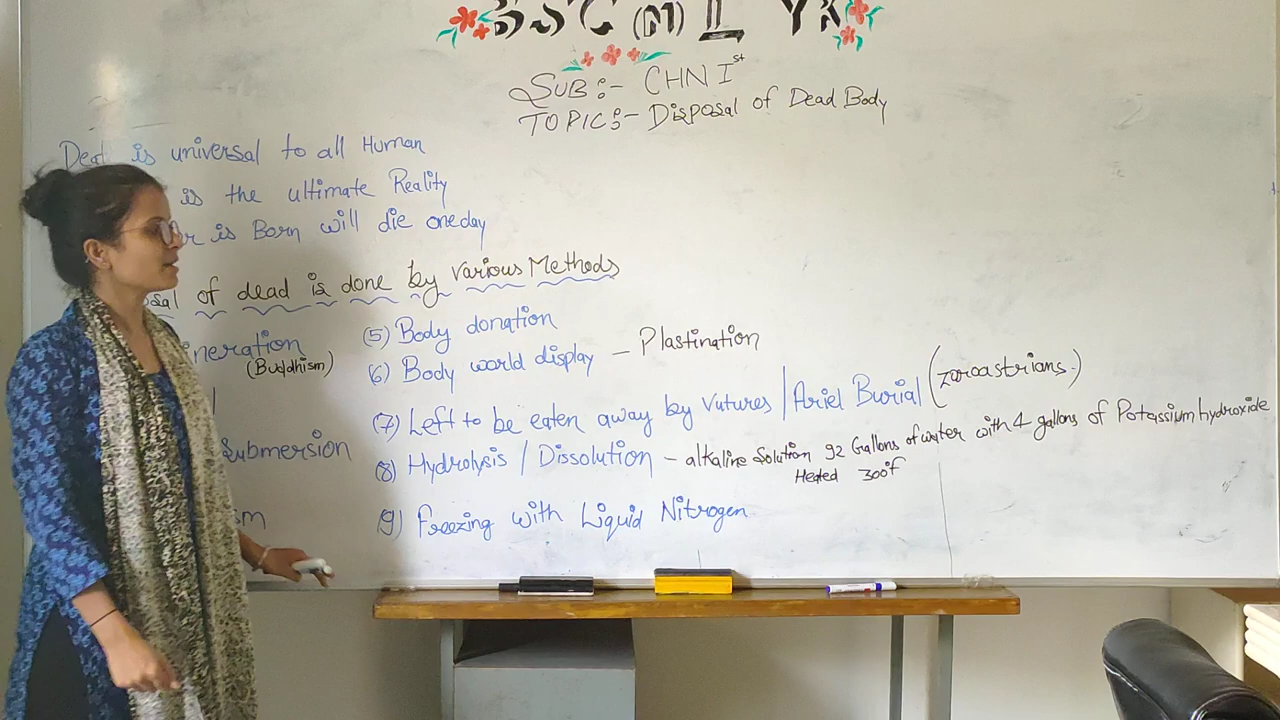 SUB:- CHN Ist
TOPIC:- Disposal of Dead Body
is universal to all Human
is the ultimate Reality
is Born will die oneday
of dead is done by various Methods
(Buddhism)
Submersion
(5) Body donation
(6) Body world display - Plastination
(7) Left to be eaten away by Vutures / Ariel Burial (Zoroastrians.)
(8) Hydrolysis / Dissolution - alkaline Solution 92 Gallons of water with 4 gallons of Potassium hydroxide
Heated 300°f
(9) Freezing with Liquid Nitrogen